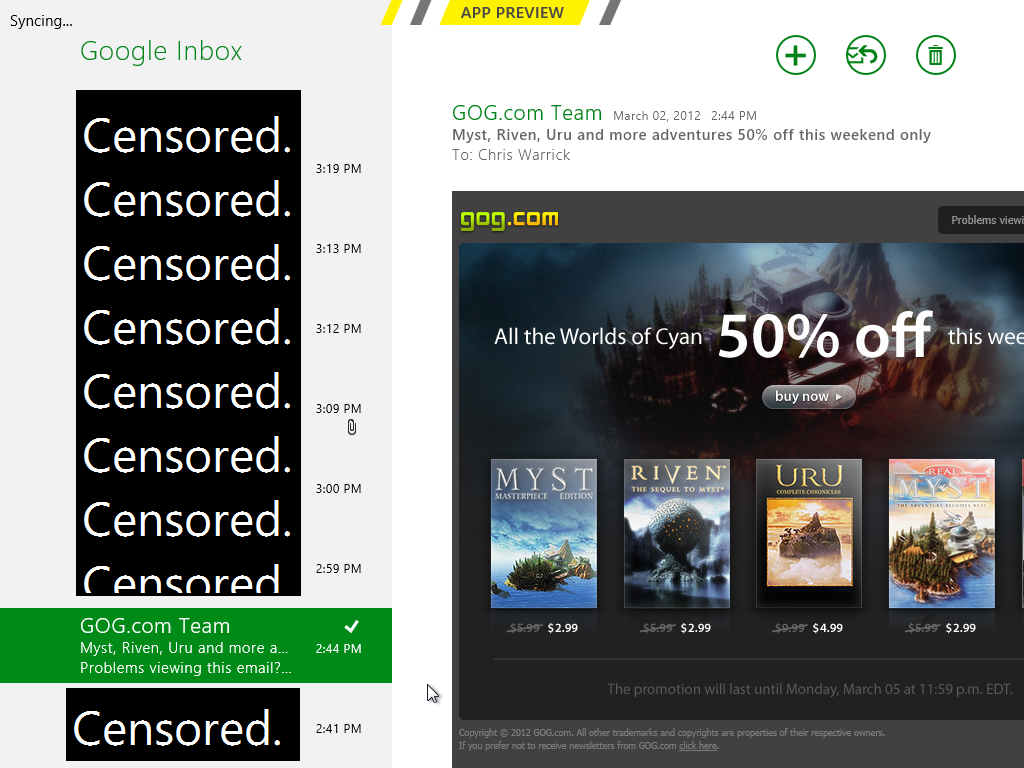 Syncing...
APP PREVIEW
Google Inbox
Censored.
3:19 PM
Censored.
3:13 PM
Censored.
Censored.
3:12 PM
Censored.
3:09 PM
Censored.
3:00 PM
Censored.
2:59 PM
Censored
GOG.com Team
Myst, Riven, Uru and more a...
2:44 PM
Problems viewing this email?...
Censored.
2:41 PM
GOG.com Team March 02, 2012 2:44 PM
Myst, Riven, Uru and more adventures 50% off this weekend only
To: Chris Warrick
gog.com
Problems viewi
All the Worlds of Cyan 50% off this wee
buy now
MYST
MASTERPIECE EDITION
RIVEN™
THE SEQUEL TO MYST®
URU
COMPLETE CHRONICLES
REAL
MYST
THE ADVENTURE BECOMES REAL
$5.99 $2.99
$5.99 $2.99
$9.99 $4.99
$5.99 $2.99
The promotion will last until Monday, March 05 at 11:59 p.m. EDT.
Copyright © 2012 GOG.com. All other trademarks and copyrights are properties of their respective owners.
If you prefer not to receive newsletters from GOG.com click here.